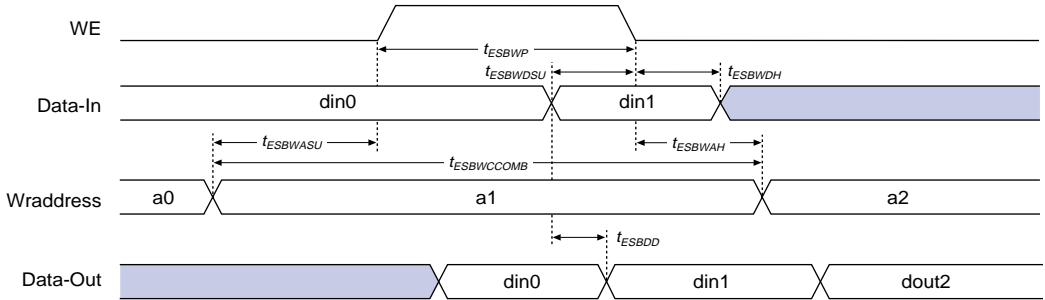 WE
tESBWP
tESBWDSU tESBWDH
Data-In din0 din1
tESBWASU tESBWAH
tESBWCCOMB
Wraddress a0 a1 a2
tESBDD
Data-Out din0 din1 dout2